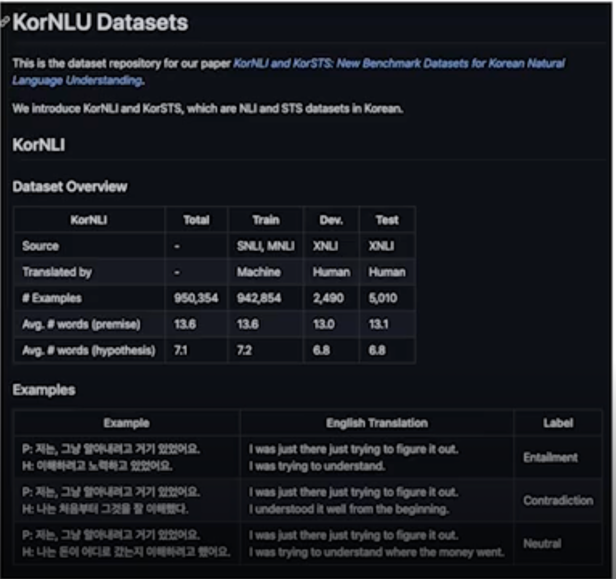 KorNLU Datasets
This is the dataset repository for our paper KorNLI and KorSTS: New Benchmark Datasets for Korean Natural
Language Understanding.
We introduce KorNLI and KorSTS, which are NLI and STS datasets in Korean.
KorNLI
Dataset Overview
KorNLI Total Train Dev. Test
Source - SNLI, MNLI XNLI XNLI
Translated by - Machine Human Human
# Examples 950,354 942,854 2,490 5,010
Avg. # words (premise) 13.6 13.6 13.0 13.1
Avg. # words (hypothesis) 7.1 7.2 6.8 6.8
Examples
Example English Translation Label
P: 저는, 그냥 알아내려고 거기 있었어요. I was just there just trying to figure it out.
H: 이해하려고 노력하고 있었어요. I was trying to understand.
Entailment
P: 저는, 그냥 알아내려고 거기 있었어요. I was just there just trying to figure it out.
H: 나는 처음부터 그것을 잘 이해했다. I understood it well from the beginning.
Contradiction
P: 저는, 그냥 알아내려고 거기 있었어요. I was just there just trying to figure it out.
H: 나는 돈이 어디로 갔는지 이해하려고 했어요. I was trying to understand where the money went.
Neutral